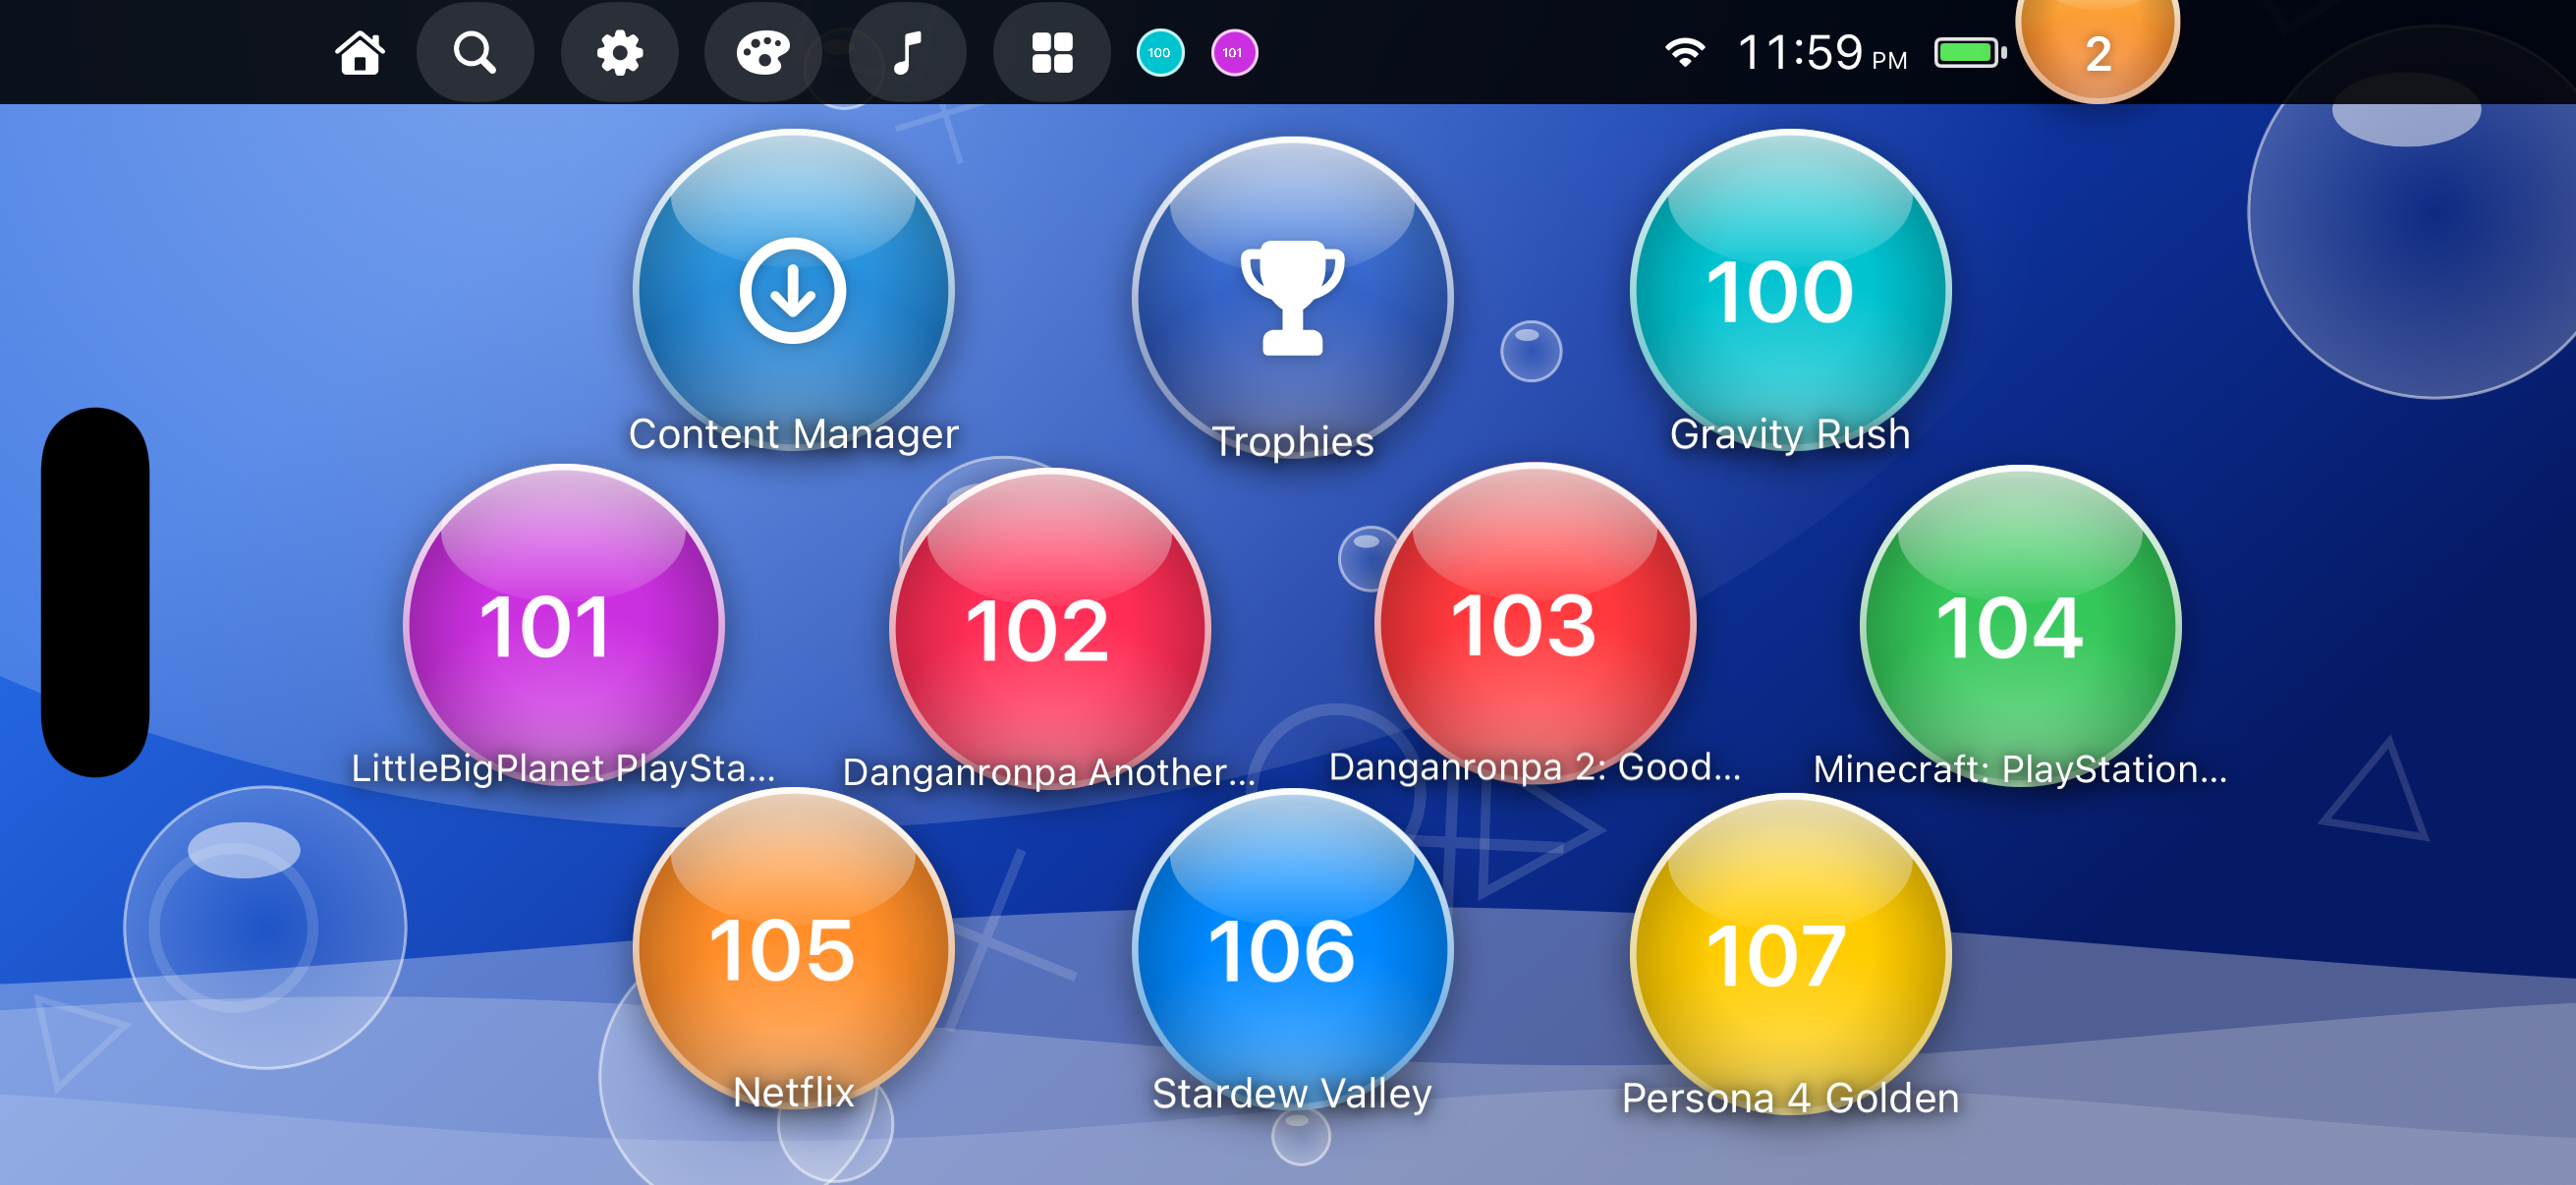 100
101
11:59 PM
2
Content Manager
Trophies
100
Gravity Rush
101
LittleBigPlanet PlaySta...
102
Danganronpa Another...
103
Danganronpa 2: Good...
104
Minecraft: PlayStation...
105
Netflix
106
Stardew Valley
107
Persona 4 Golden